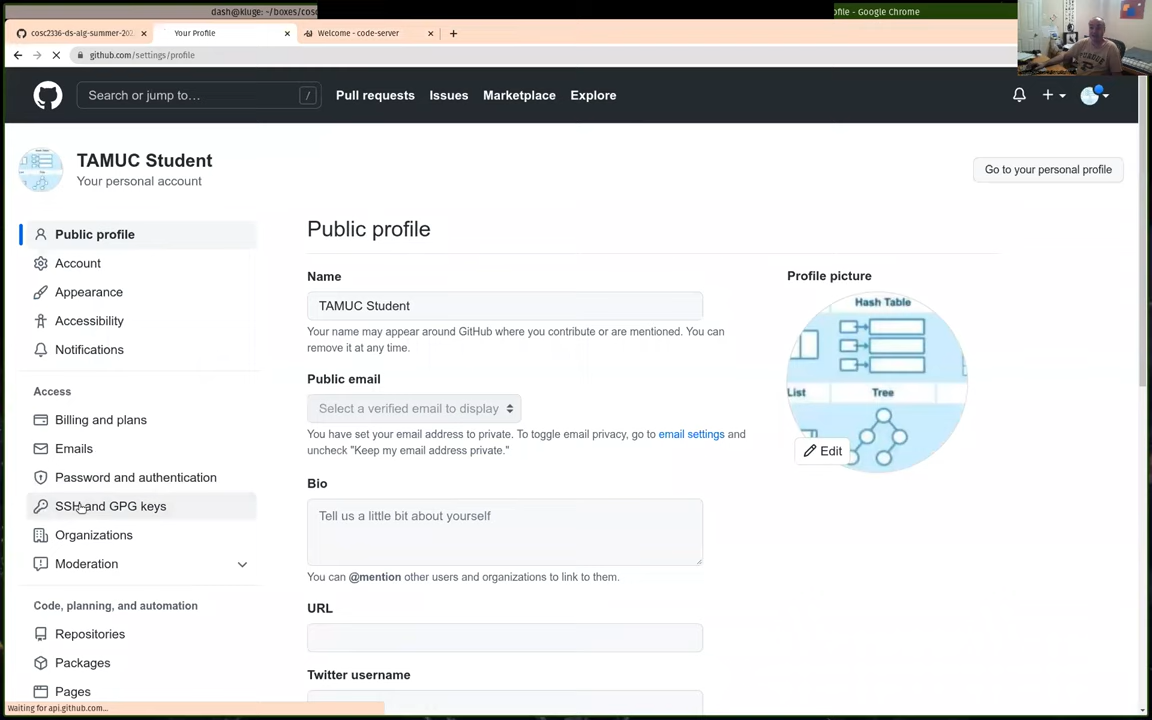 dash@kluge: ~/boxes/cosc
ofile - Google Chrome
cosc2336-ds-alg-summer-202
Your Profile
Welcome - code-server
github.com/settings/profile
Search or jump to…
/
Pull requests
Issues
Marketplace
Explore
TAMUC Student
Your personal account
Go to your personal profile
Public profile
Account
Appearance
Accessibility
Notifications
Access
Billing and plans
Emails
Password and authentication
SSH and GPG keys
Organizations
Moderation
Code, planning, and automation
Repositories
Packages
Pages
Public profile
Name
TAMUC Student
Your name may appear around GitHub where you contribute or are mentioned. You can
remove it at any time.
Public email
Select a verified email to display
You have set your email address to private. To toggle email privacy, go to email settings and
uncheck "Keep my email address private."
Bio
Tell us a little bit about yourself
You can @mention other users and organizations to link to them.
URL
Twitter username
Profile picture
Hash Table
List
Tree
Edit
Waiting for api.github.com...